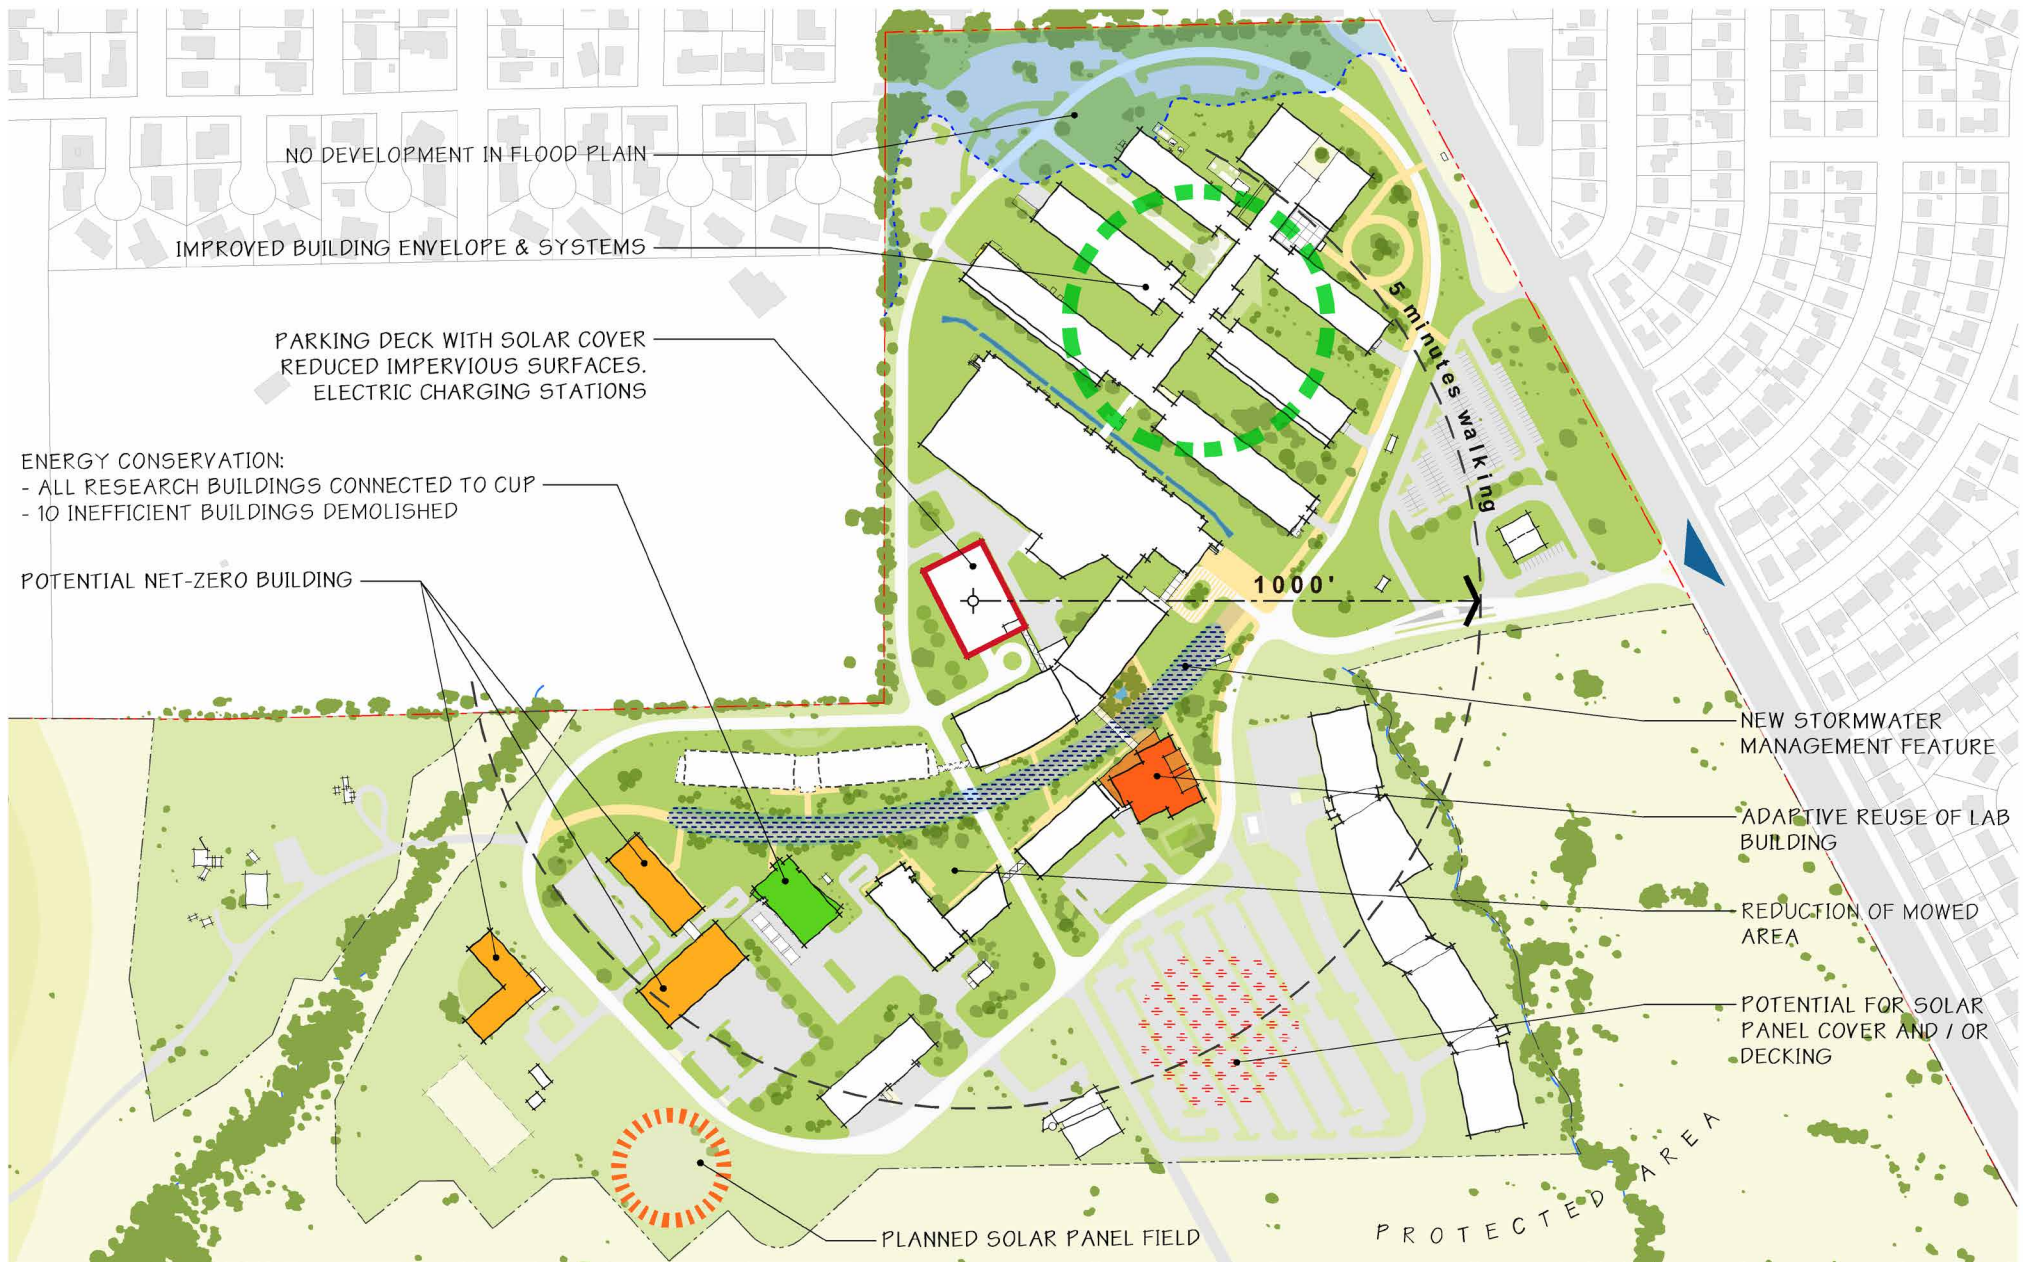 NO DEVELOPMENT IN FLOOD PLAIN
IMPROVED BUILDING ENVELOPE & SYSTEMS
PARKING DECK WITH SOLAR COVER
REDUCED IMPERVIOUS SURFACES.
ELECTRIC CHARGING STATIONS
ENERGY CONSERVATION:
- ALL RESEARCH BUILDINGS CONNECTED TO CUP
- 10 INEFFICIENT BUILDINGS DEMOLISHED
POTENTIAL NET-ZERO BUILDING
5 minutes walking
1000'
NEW STORMWATER
MANAGEMENT FEATURE
ADAPTIVE REUSE OF LAB
BUILDING
REDUCTION OF MOWED
AREA
POTENTIAL FOR SOLAR
PANEL COVER AND / OR
DECKING
PROTECTED AREA
PLANNED SOLAR PANEL FIELD